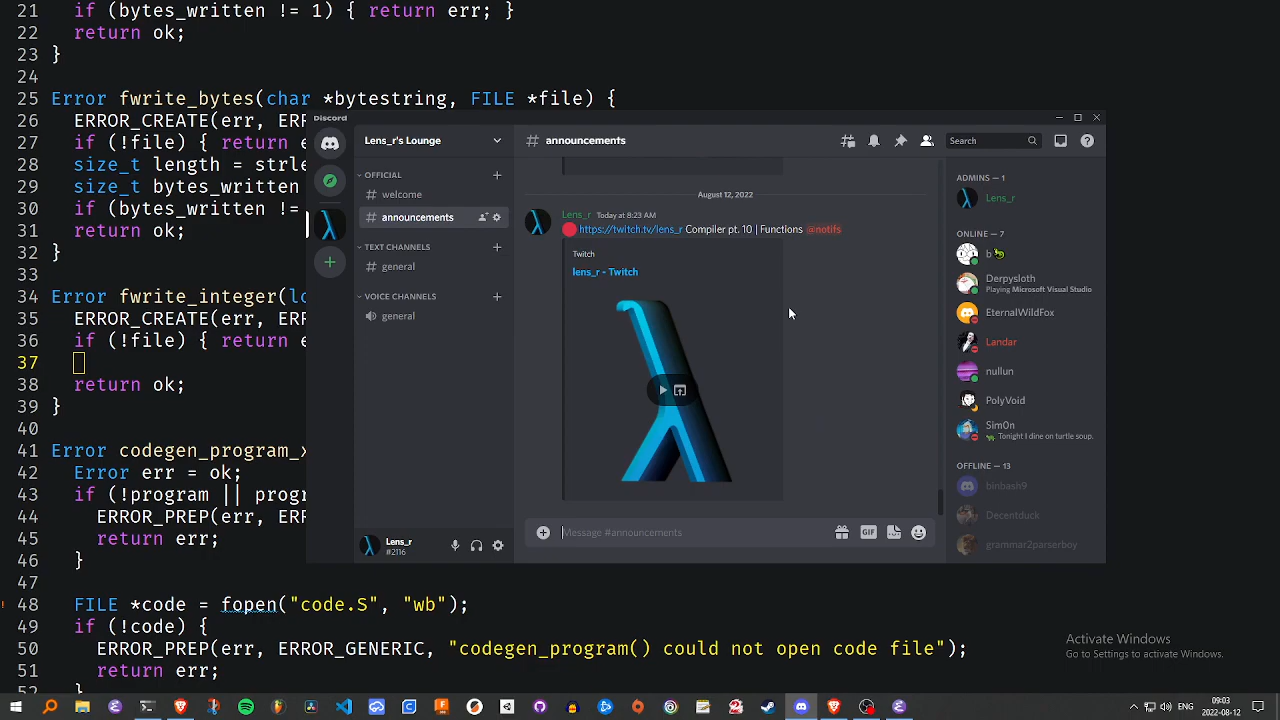 21 if (bytes_written != 1) { return err; }
22 return ok;
23 }
24
25 Error fwrite_bytes(char *bytestring, FILE *file) {
26 ERROR_CREATE(err, ERR
27 if (!file) { return e
28 size_t length = strle
29 size_t bytes_written
30 if (bytes_written !=
31 return ok;
32 }
33
34 Error fwrite_integer(lo
35 ERROR_CREATE(err, ERR
36 if (!file) { return e
37
38 return ok;
39 }
40
41 Error codegen_program_x
42 Error err = ok;
43 if (!program || progr
44 ERROR_PREP(err, ERR
45 return err;
46 }
47
48 FILE *code = fopen("code.S", "wb");
49 if (!code) {
50 ERROR_PREP(err, ERROR_GENERIC, "codegen_program() could not open code file");
51 return err;
52 }
Discord
Lens_r's Lounge
OFFICIAL
# welcome
# announcements
TEXT CHANNELS
# general
VOICE CHANNELS
general
Lens_r
#2116
# announcements
Search
August 12, 2022
Lens_r Today at 8:23 AM
https://twitch.tv/lens_r Compiler pt. 10 | Functions @notifs
Twitch
lens_r - Twitch
Message #announcements
GIF
ADMINS — 1
Lens_r
ONLINE — 7
b
Derpysloth
Playing Microsoft Visual Studio
EternalWildFox
Landar
nullun
PolyVoid
Sim0n
Tonight I dine on turtle soup.
OFFLINE — 13
binbash9
Decentduck
grammar2parserboy
Activate Windows
Go to Settings to activate Windows.
ENG
09:03
2022-08-12